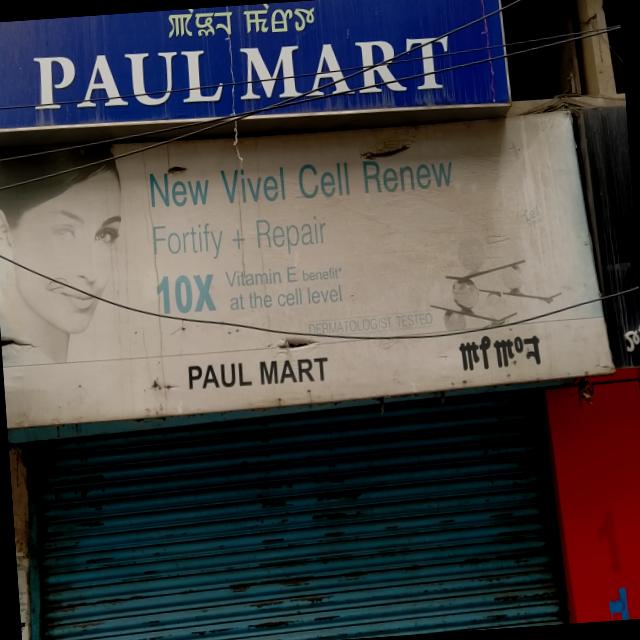 PAUL MART
New Vivel Cell Renew
Fortify + Repair
10X Vitamin E benefit*
at the cell level
DERMATOLOGIST TESTED
PAUL MART